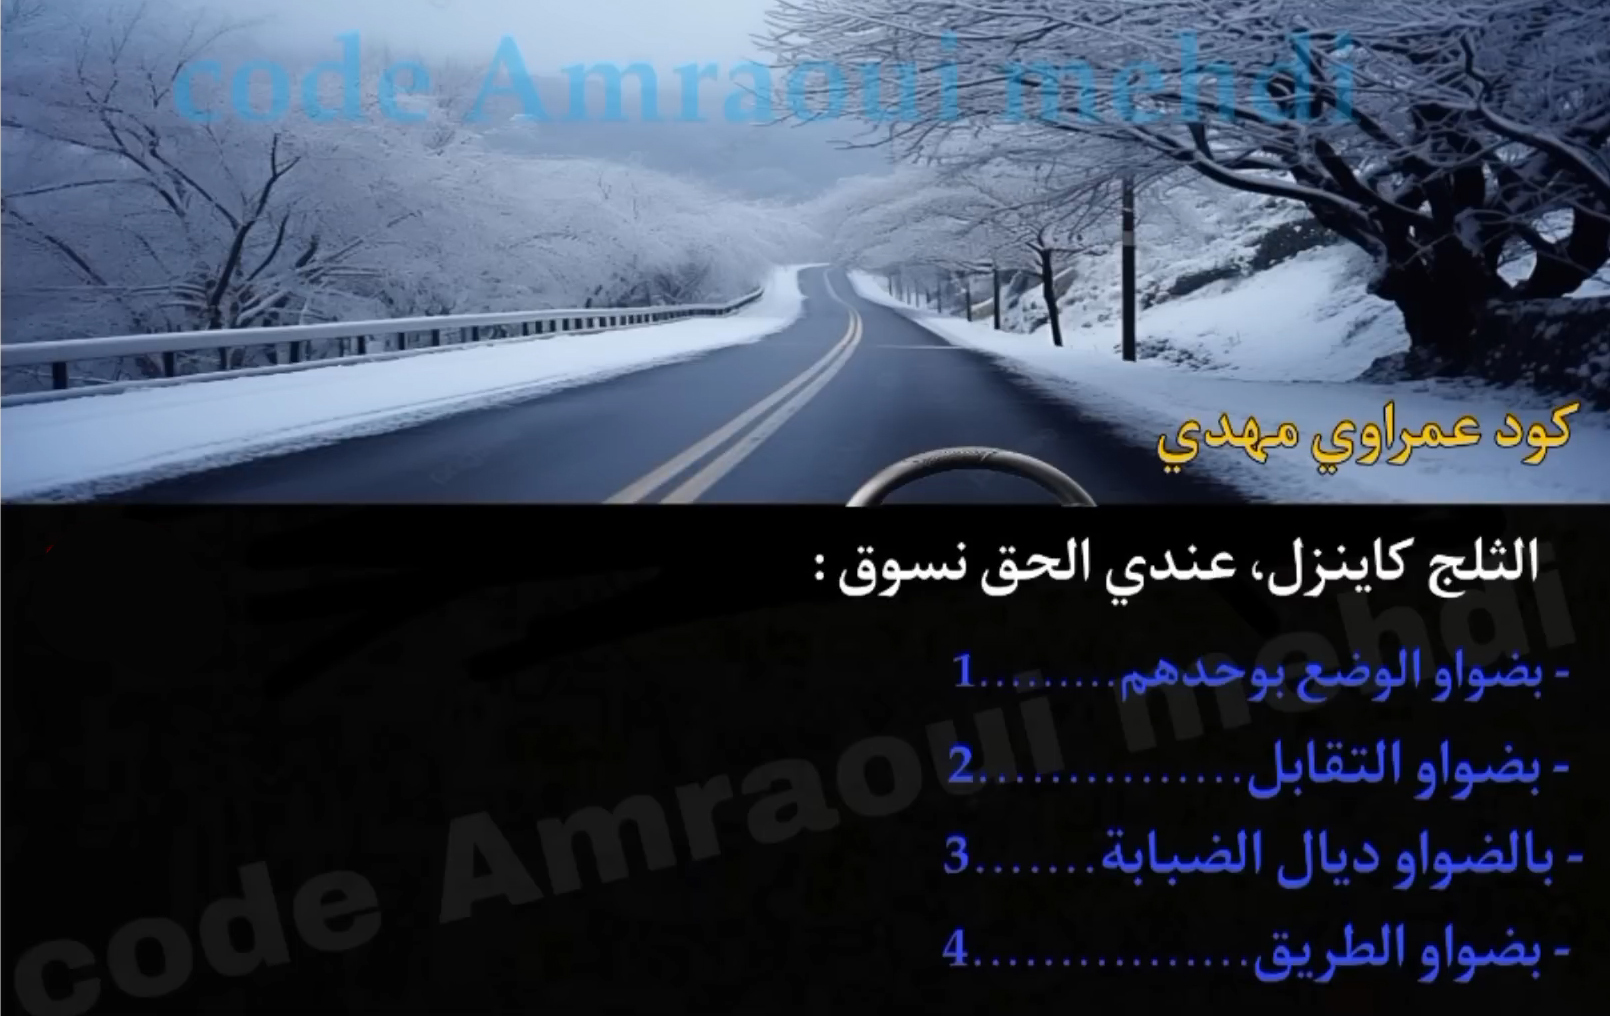 code Amraoui mehdi
كود عمراوي مهدي
الثلج كاينزل، عندي الحق نسوق :
- بضواو الوضع بوحدهم.........1
- بضواو التقابل...............2
- بالضواو ديال الضبابة.......3
- بضواو الطريق................4
code Amraoui mehdi